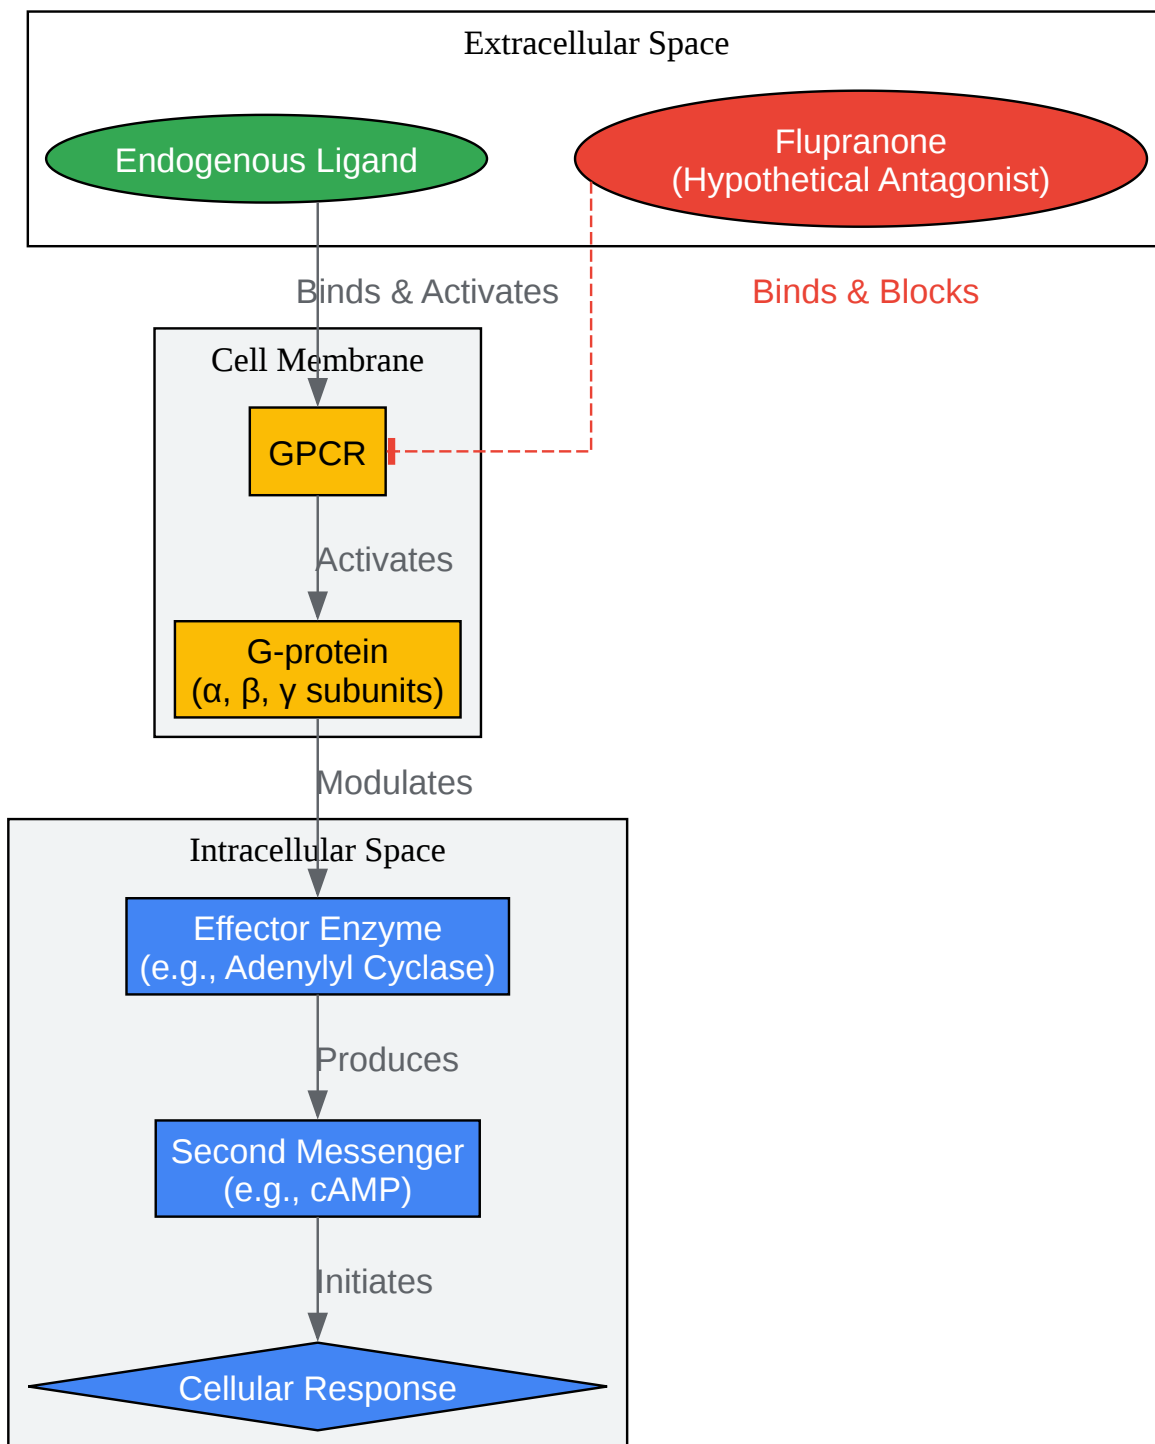 Extracellular Space
Endogenous Ligand
Flupranone
(Hypothetical Antagonist)
Binds & Activates
Binds & Blocks
Cell Membrane
GPCR
Activates
G-protein
(α, β, γ subunits)
Modulates
Intracellular Space
Effector Enzyme
(e.g., Adenylyl Cyclase)
Produces
Second Messenger
(e.g., cAMP)
Initiates
Cellular Response